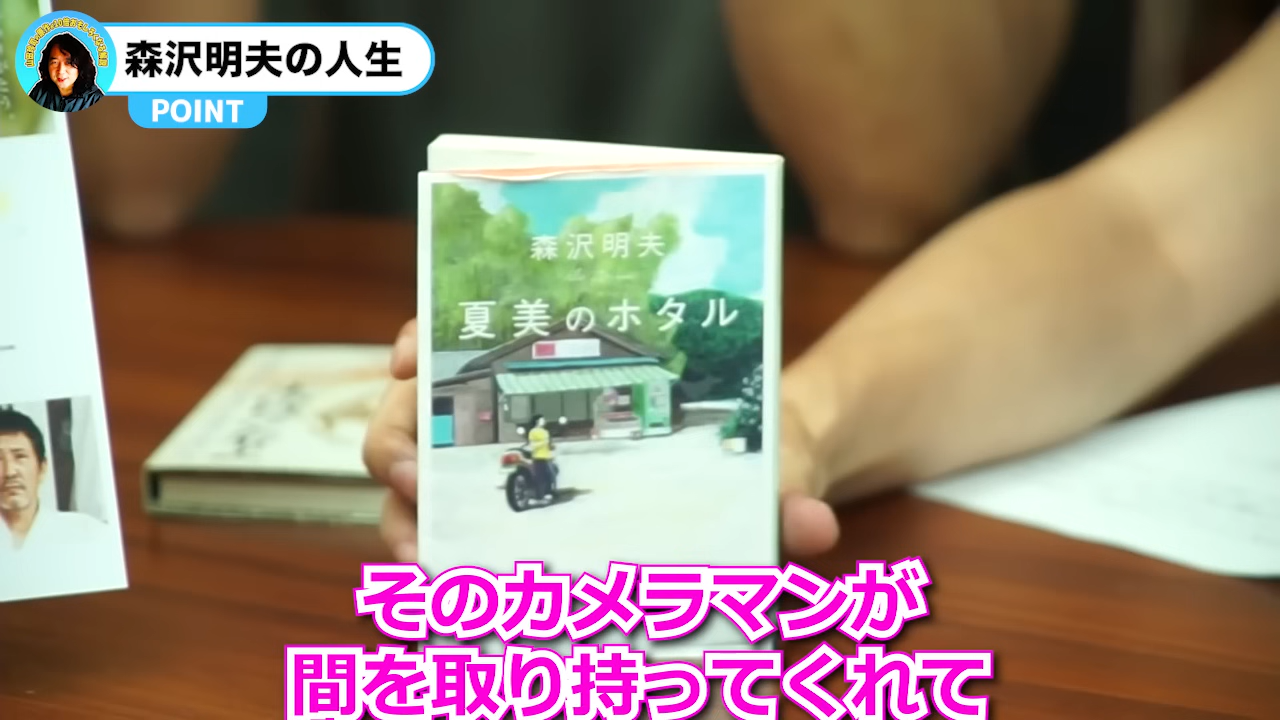 森沢明夫の人生
POINT
森沢明夫
夏美のホタル
そのカメラマンが
間を取り持ってくれて